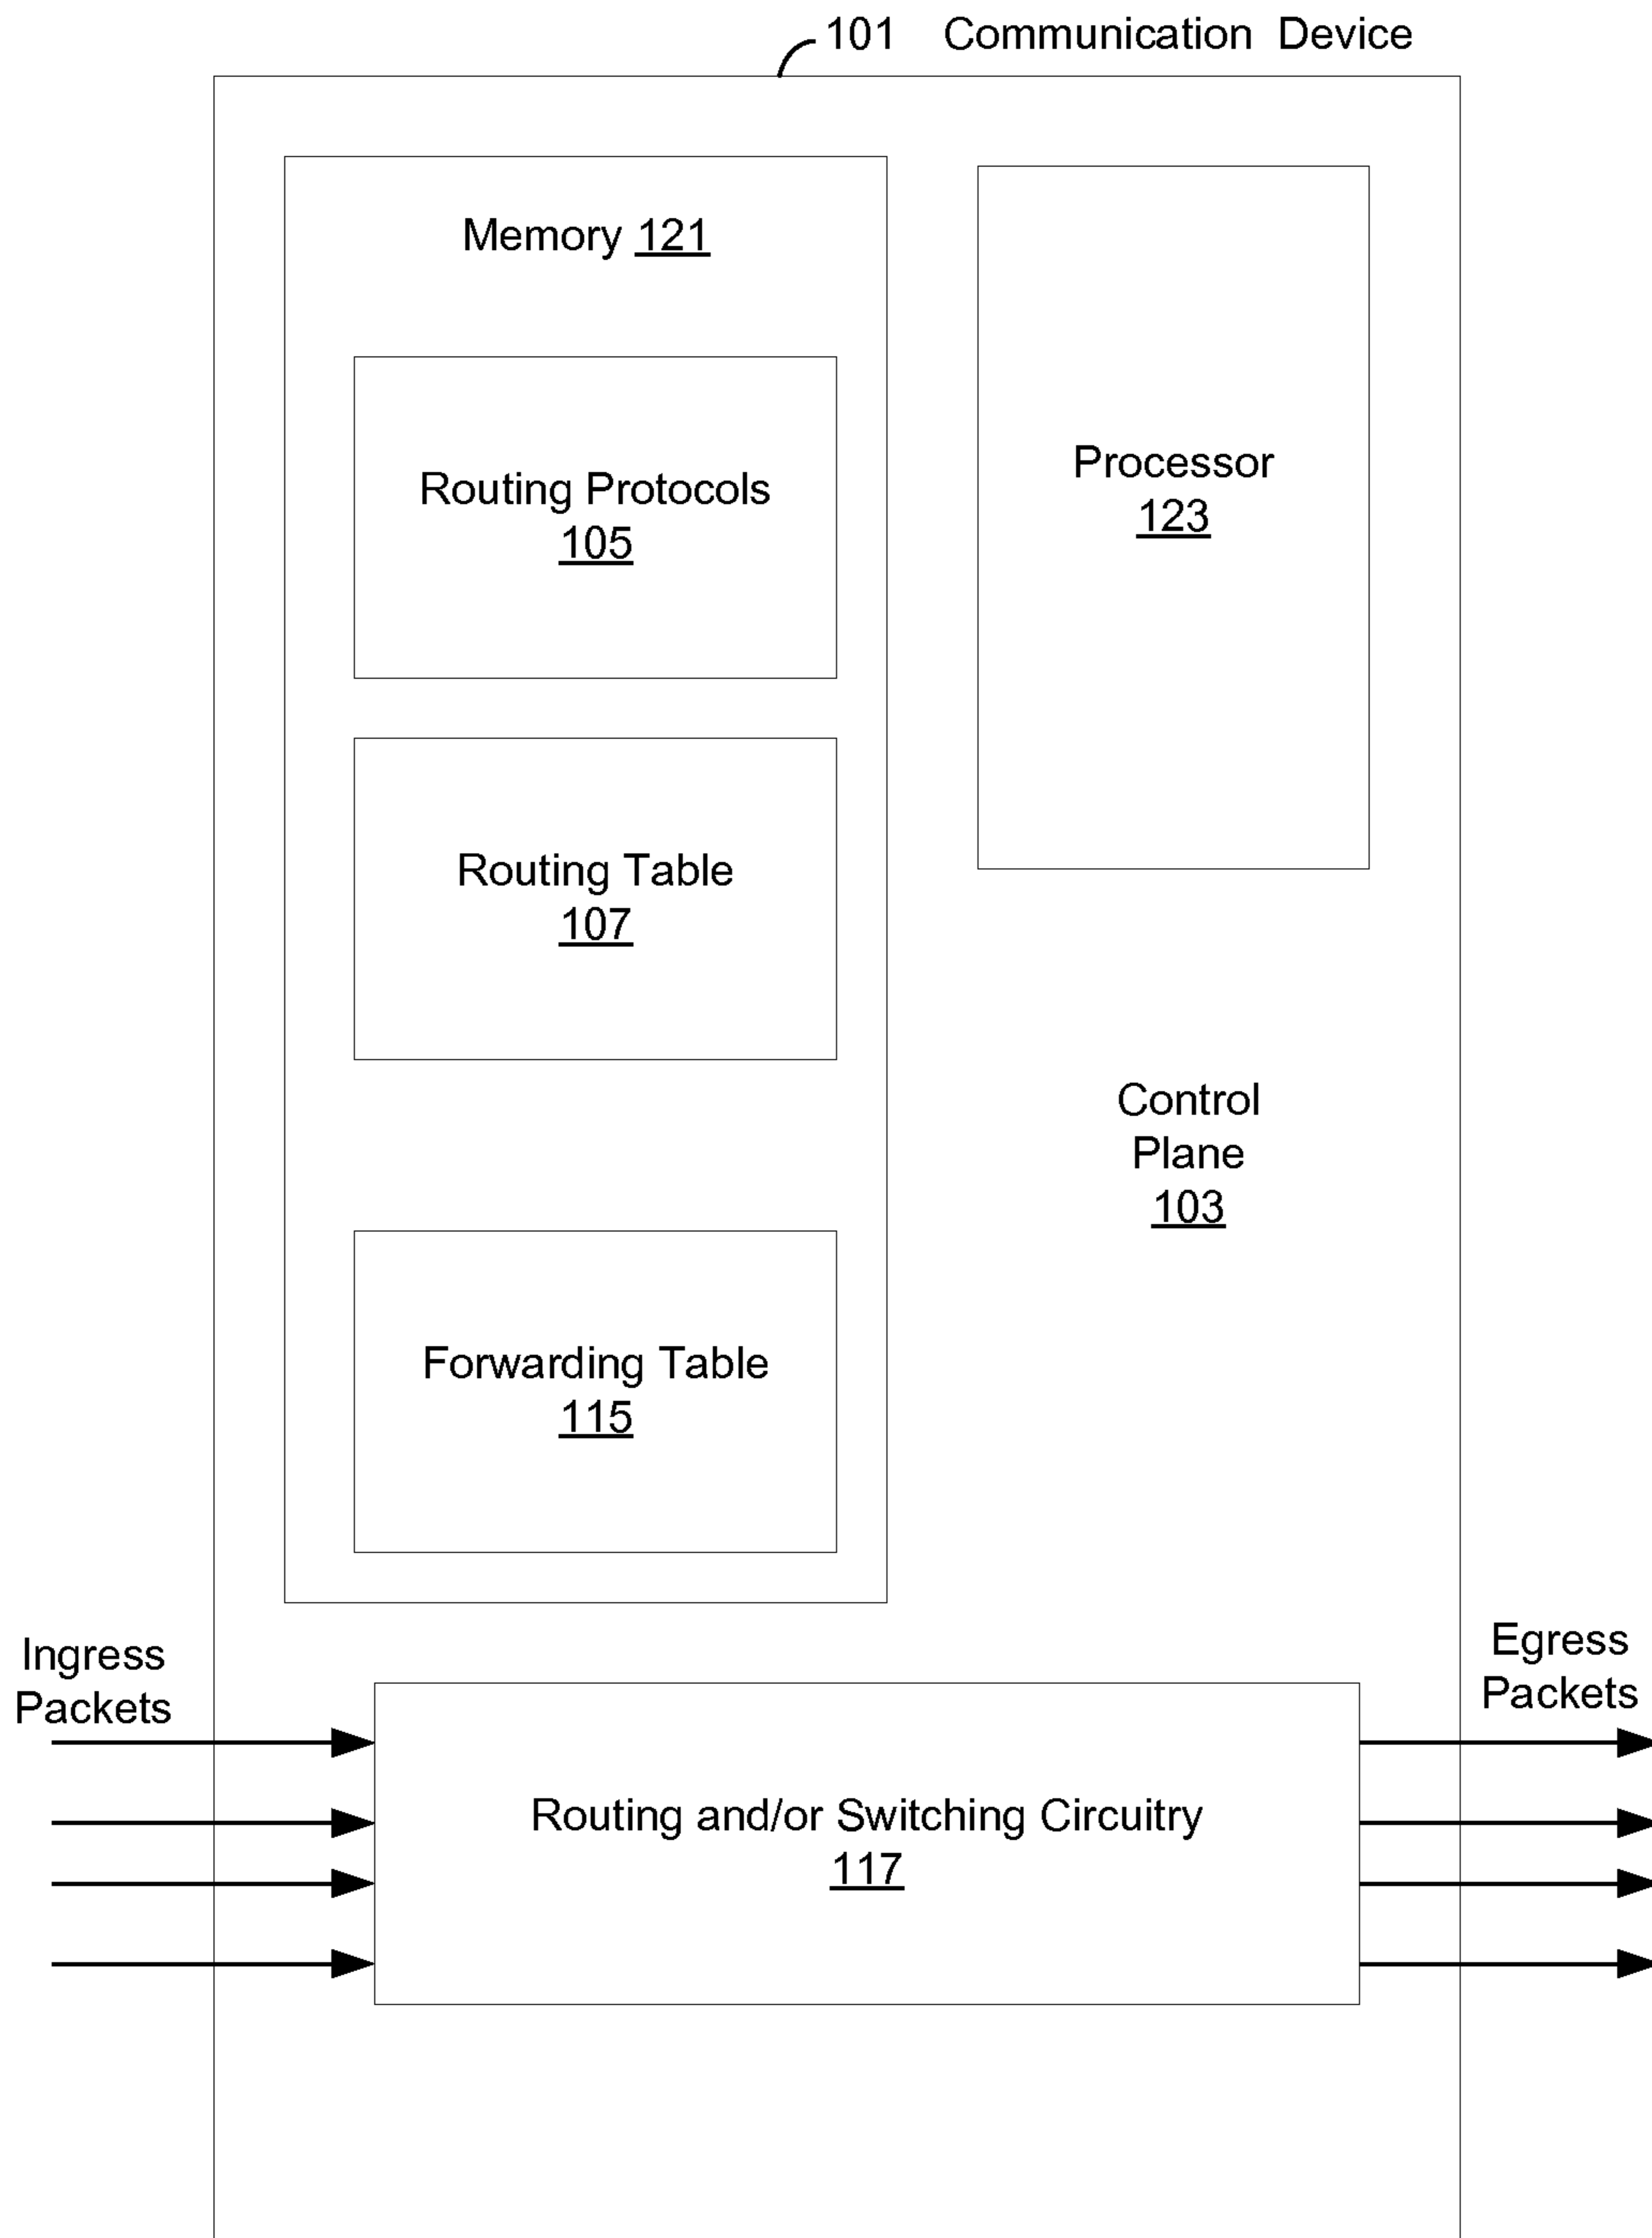 101 Communication Device
Memory 121
Routing Protocols
105
Processor
123
Routing Table
107
Control
Plane
103
Forwarding Table
115
Ingress
Packets
Egress
Packets
Routing and/or Switching Circuitry
117